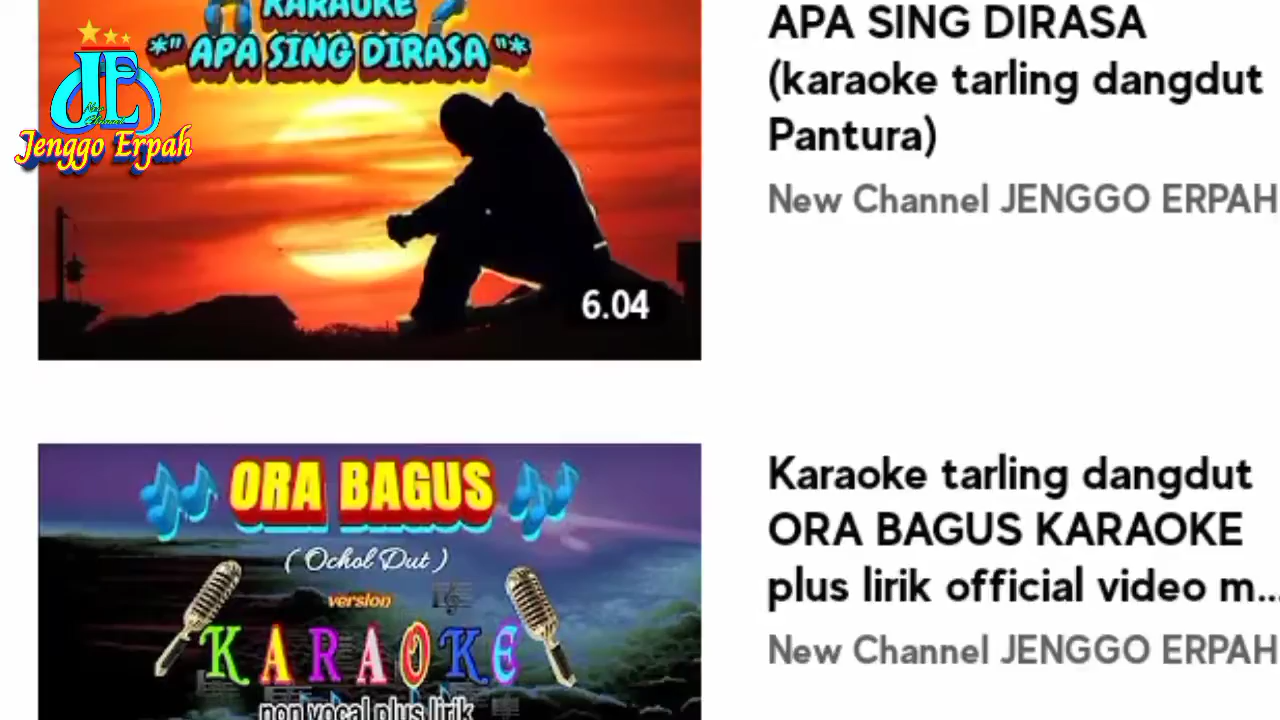 KARAOKE
*" APA SING DIRASA "*
JE
Jenggo Erpah
6.04
APA SING DIRASA
(karaoke tarling dangdut
Pantura)
New Channel JENGGO ERPAH
ORA BAGUS
( Ochol Dut )
version
KARAOKE
non vocal plus lirik
Karaoke tarling dangdut
ORA BAGUS KARAOKE
plus lirik official video m...
New Channel JENGGO ERPAH